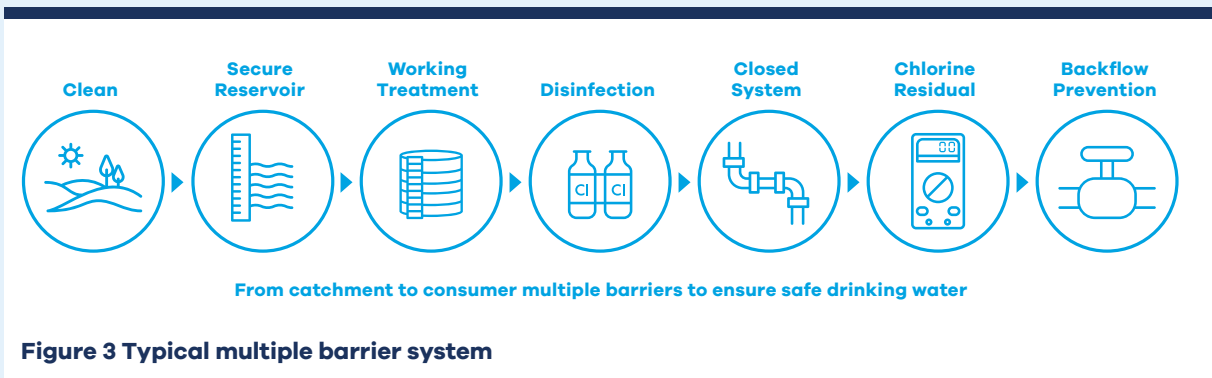 Clean
Secure
Reservoir
Working
Treatment
Disinfection
Closed
System
Chlorine
Residual
Backflow
Prevention
Cl Cl
00
From catchment to consumer multiple barriers to ensure safe drinking water
Figure 3 Typical multiple barrier system